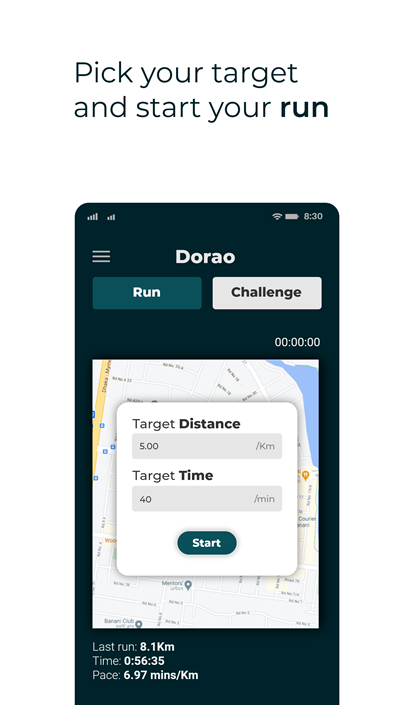 Pick your target
and start your run
8:30
Dorao
Run
Challenge
00:00:00
Target Distance
5.00
/Km
Target Time
40
/min
Start
Mentors'
Banani Club
Last run: 8.1Km
Time: 0:56:35
Pace: 6.97 mins/Km